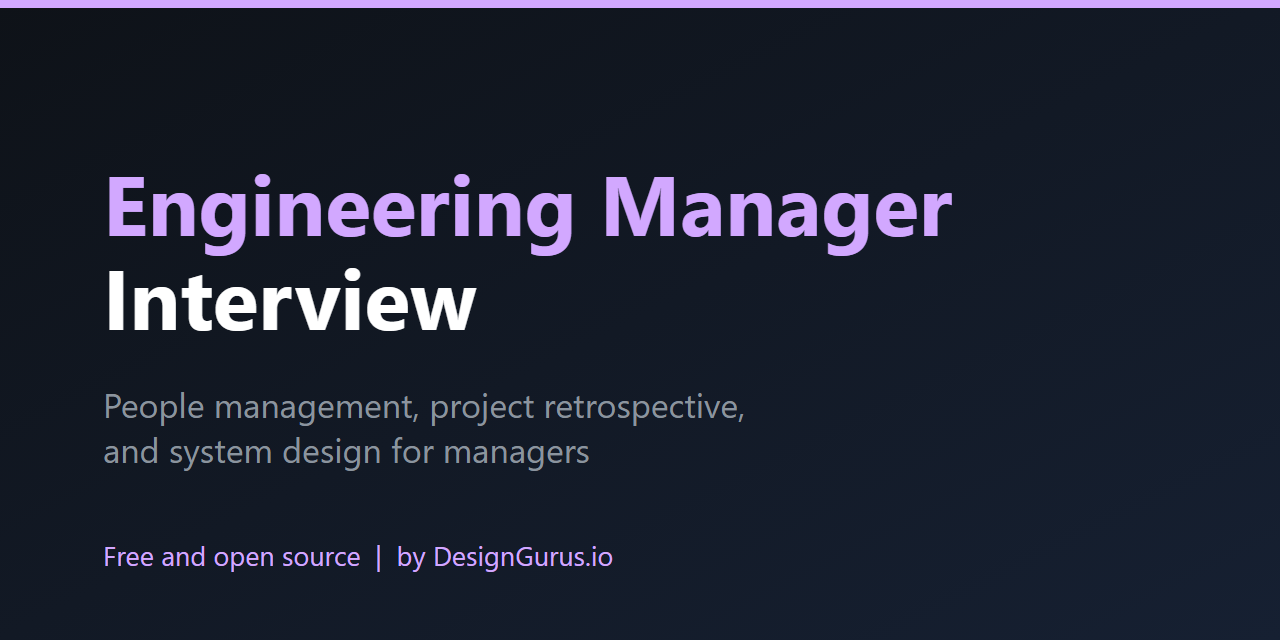 Engineering Manager
Interview
People management, project retrospective,
and system design for managers
Free and open source | by DesignGurus.io